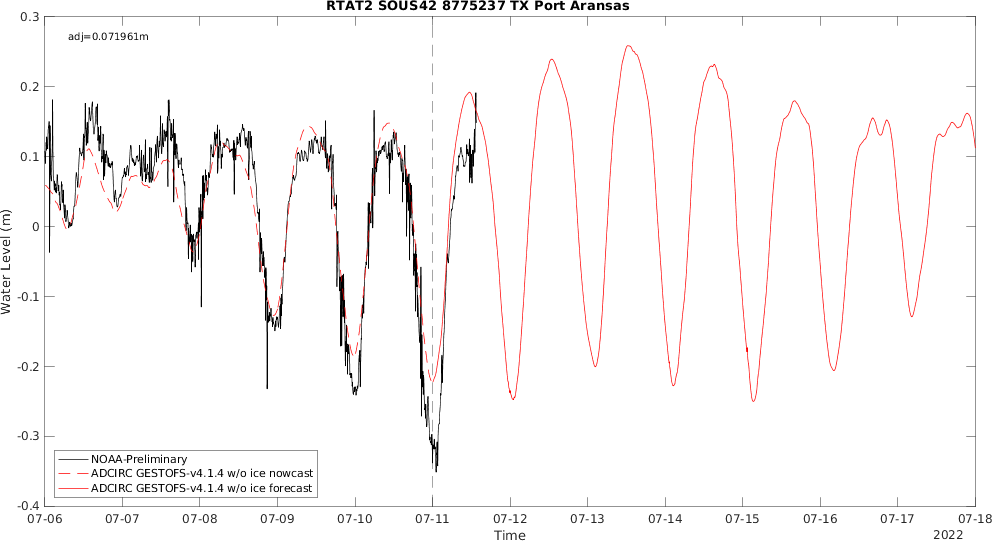 RTAT2 SOUS42 8775237 TX Port Aransas
adj=0.071961m
0.3
0.2
0.1
0
-0.1
-0.2
-0.3
-0.4
Water Level (m)
NOAA-Preliminary
ADCIRC GESTOFS-v4.1.4 w/o ice nowcast
ADCIRC GESTOFS-v4.1.4 w/o ice forecast
07-06 07-07 07-08 07-09 07-10 07-11 07-12 07-13 07-14 07-15 07-16 07-17 07-18
Time
2022